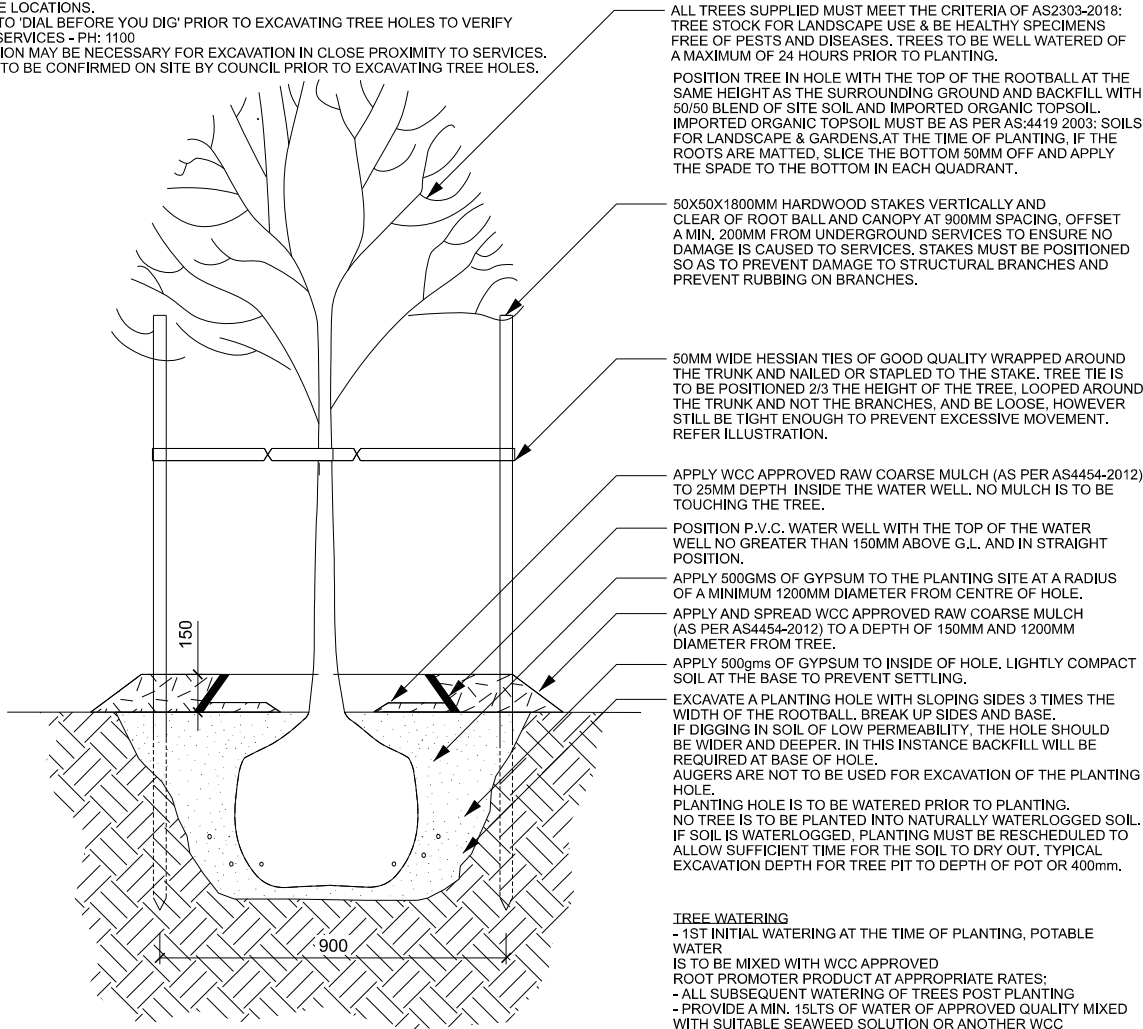 E LOCATIONS.
TO 'DIAL BEFORE YOU DIG' PRIOR TO EXCAVATING TREE HOLES TO VERIFY
SERVICES - PH: 1100
ION MAY BE NECESSARY FOR EXCAVATION IN CLOSE PROXIMITY TO SERVICES.
TO BE CONFIRMED ON SITE BY COUNCIL PRIOR TO EXCAVATING TREE HOLES.
ALL TREES SUPPLIED MUST MEET THE CRITERIA OF AS2303-2018:
TREE STOCK FOR LANDSCAPE USE & BE HEALTHY SPECIMENS
FREE OF PESTS AND DISEASES. TREES TO BE WELL WATERED OF
A MAXIMUM OF 24 HOURS PRIOR TO PLANTING.
POSITION TREE IN HOLE WITH THE TOP OF THE ROOTBALL AT THE
SAME HEIGHT AS THE SURROUNDING GROUND AND BACKFILL WITH
50/50 BLEND OF SITE SOIL AND IMPORTED ORGANIC TOPSOIL.
IMPORTED ORGANIC TOPSOIL MUST BE AS PER AS:4419 2003: SOILS
FOR LANDSCAPE & GARDENS.AT THE TIME OF PLANTING, IF THE
ROOTS ARE MATTED, SLICE THE BOTTOM 50MM OFF AND APPLY
THE SPADE TO THE BOTTOM IN EACH QUADRANT.
50X50X1800MM HARDWOOD STAKES VERTICALLY AND
CLEAR OF ROOT BALL AND CANOPY AT 900MM SPACING, OFFSET
A MIN. 200MM FROM UNDERGROUND SERVICES TO ENSURE NO
DAMAGE IS CAUSED TO SERVICES. STAKES MUST BE POSITIONED
SO AS TO PREVENT DAMAGE TO STRUCTURAL BRANCHES AND
PREVENT RUBBING ON BRANCHES.
50MM WIDE HESSIAN TIES OF GOOD QUALITY WRAPPED AROUND
THE TRUNK AND NAILED OR STAPLED TO THE STAKE. TREE TIE IS
TO BE POSITIONED 2/3 THE HEIGHT OF THE TREE, LOOPED AROUND
THE TRUNK AND NOT THE BRANCHES, AND BE LOOSE, HOWEVER
STILL BE TIGHT ENOUGH TO PREVENT EXCESSIVE MOVEMENT.
REFER ILLUSTRATION.
APPLY WCC APPROVED RAW COARSE MULCH (AS PER AS4454-2012)
TO 25MM DEPTH INSIDE THE WATER WELL. NO MULCH IS TO BE
TOUCHING THE TREE.
POSITION P.V.C. WATER WELL WITH THE TOP OF THE WATER
WELL NO GREATER THAN 150MM ABOVE G.L. AND IN STRAIGHT
POSITION.
APPLY 500GMS OF GYPSUM TO THE PLANTING SITE AT A RADIUS
OF A MINIMUM 1200MM DIAMETER FROM CENTRE OF HOLE.
APPLY AND SPREAD WCC APPROVED RAW COARSE MULCH
(AS PER AS4454-2012) TO A DEPTH OF 150MM AND 1200MM
DIAMETER FROM TREE.
APPLY 500gms OF GYPSUM TO INSIDE OF HOLE. LIGHTLY COMPACT
SOIL AT THE BASE TO PREVENT SETTLING.
EXCAVATE A PLANTING HOLE WITH SLOPING SIDES 3 TIMES THE
WIDTH OF THE ROOTBALL. BREAK UP SIDES AND BASE.
IF DIGGING IN SOIL OF LOW PERMEABILITY, THE HOLE SHOULD
BE WIDER AND DEEPER. IN THIS INSTANCE BACKFILL WILL BE
REQUIRED AT BASE OF HOLE.
AUGERS ARE NOT TO BE USED FOR EXCAVATION OF THE PLANTING
HOLE.
PLANTING HOLE IS TO BE WATERED PRIOR TO PLANTING.
NO TREE IS TO BE PLANTED INTO NATURALLY WATERLOGGED SOIL.
IF SOIL IS WATERLOGGED, PLANTING MUST BE RESCHEDULED TO
ALLOW SUFFICIENT TIME FOR THE SOIL TO DRY OUT. TYPICAL
EXCAVATION DEPTH FOR TREE PIT TO DEPTH OF POT OR 400mm.
150
900
TREE WATERING
- 1ST INITIAL WATERING AT THE TIME OF PLANTING, POTABLE
WATER
IS TO BE MIXED WITH WCC APPROVED
ROOT PROMOTER PRODUCT AT APPROPRIATE RATES;
- ALL SUBSEQUENT WATERING OF TREES POST PLANTING
- PROVIDE A MIN. 15LTS OF WATER OF APPROVED QUALITY MIXED
WITH SUITABLE SEAWEED SOLUTION OR ANOTHER WCC